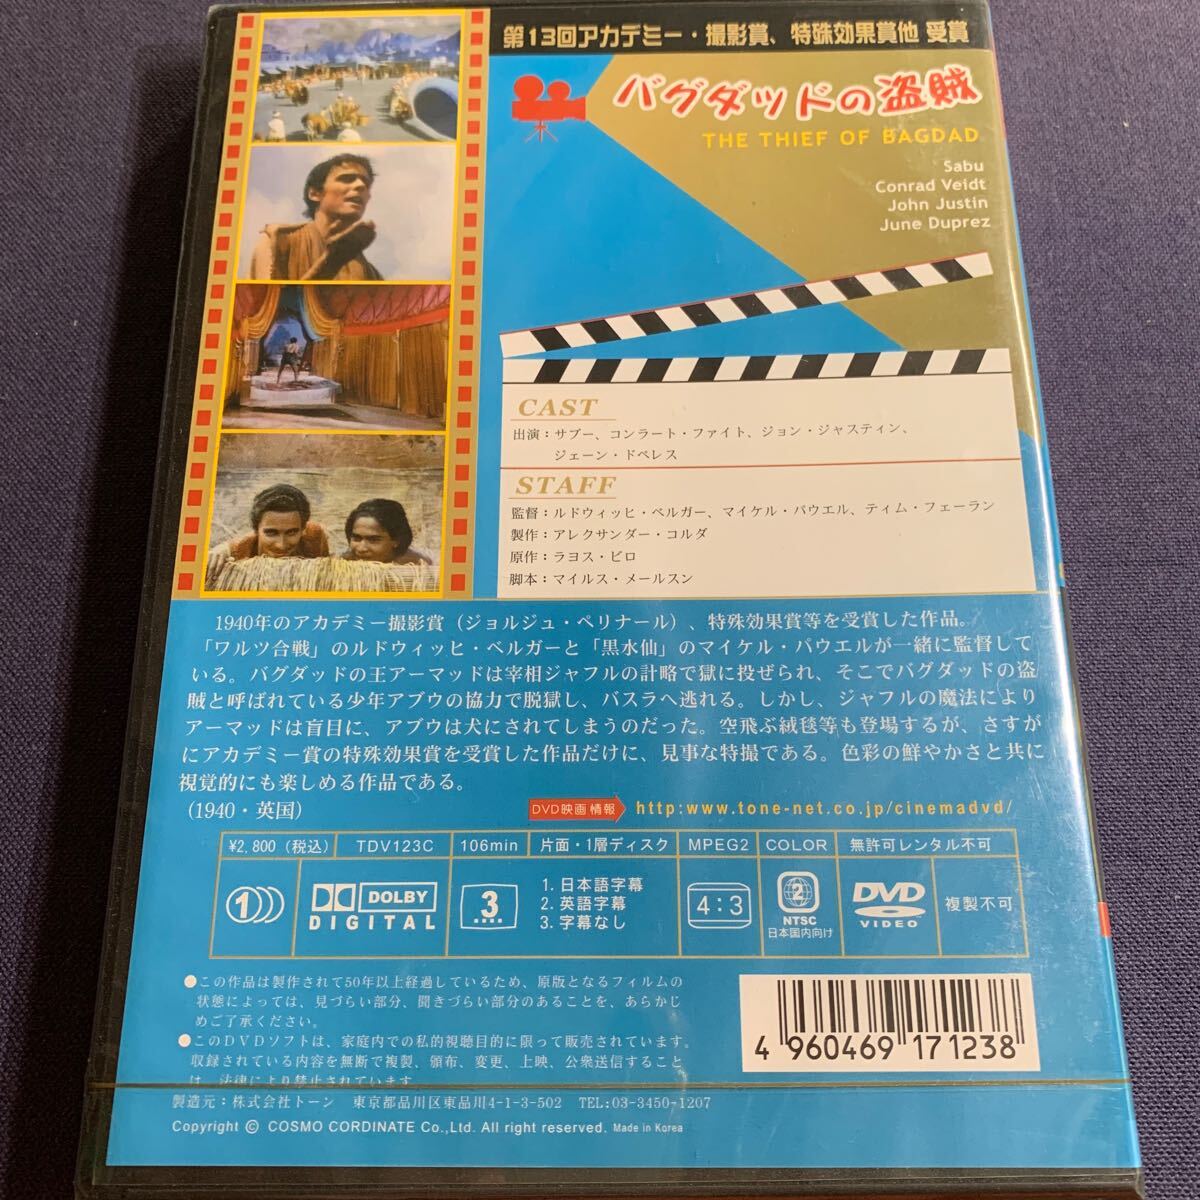 第13回アカデミー・撮影賞、特殊効果賞他 受賞
バグダッドの盗賊
THE THIEF OF BAGDAD
Sabu
Conrad Veidt
John Justin
June Duprez
CAST
出演：サブー、コンラート・ファイト、ジョン・ジャスティン、
ジェーン・ドペレス
STAFF
監督：ルドウィッヒ・ベルガー、マイケル・パウエル、ティム・フェーラン
製作：アレクサンダー・コルダ
原作：ラヨス・ビロ
脚本：マイルス・メールスン
1940年のアカデミー撮影賞（ジョルジュ・ペリナール）、特殊効果賞等を受賞した作品。
「ワルツ合戦」のルドウィッヒ・ベルガーと「黒水仙」のマイケル・パウエルが一緒に監督して
いる。バグダッドの王アーマッドは宰相ジャフルの計略で獄に投ぜられ、そこでバグダッドの盗
賊と呼ばれている少年アブウの協力で脱獄し、バスラへ逃れる。しかし、ジャフルの魔法により
アーマッドは盲目に、アブウは犬にされてしまうのだった。空飛ぶ絨毯等も登場するが、さすが
にアカデミー賞の特殊効果賞を受賞した作品だけに、見事な特撮である。色彩の鮮やかさと共に
視覚的にも楽しめる作品である。
(1940・英国)
DVD映画情報 http:www.tone-net.co.jp/cinemadvd/
¥2,800（税込） TDV123C 106min 片面・1層ディスク MPEG2 COLOR 無許可レンタル不可
1 DOLBY DIGITAL 3 1. 日本語字幕
2. 英語字幕
3. 字幕なし
4:3 2 NTSC 日本国内向け DVD VIDEO 複製不可
●この作品は製作されて50年以上経過しているため、原版となるフィルムの
状態によっては、見づらい部分、聞きづらい部分のあることを、あらかじ
めご了承ください。
●このDVDソフトは、家庭内での私的視聴目的に限って販売されています。
収録されている内容を無断で複製、頒布、変更、上映、公衆送信すること
は、法律により禁止されています。
製造元：株式会社トーン 東京都品川区東品川4-1-3-502 TEL:03-3450-1207
Copyright © COSMO CORDINATE Co.,Ltd. All right reserved. Made in Korea
4 960469 171238